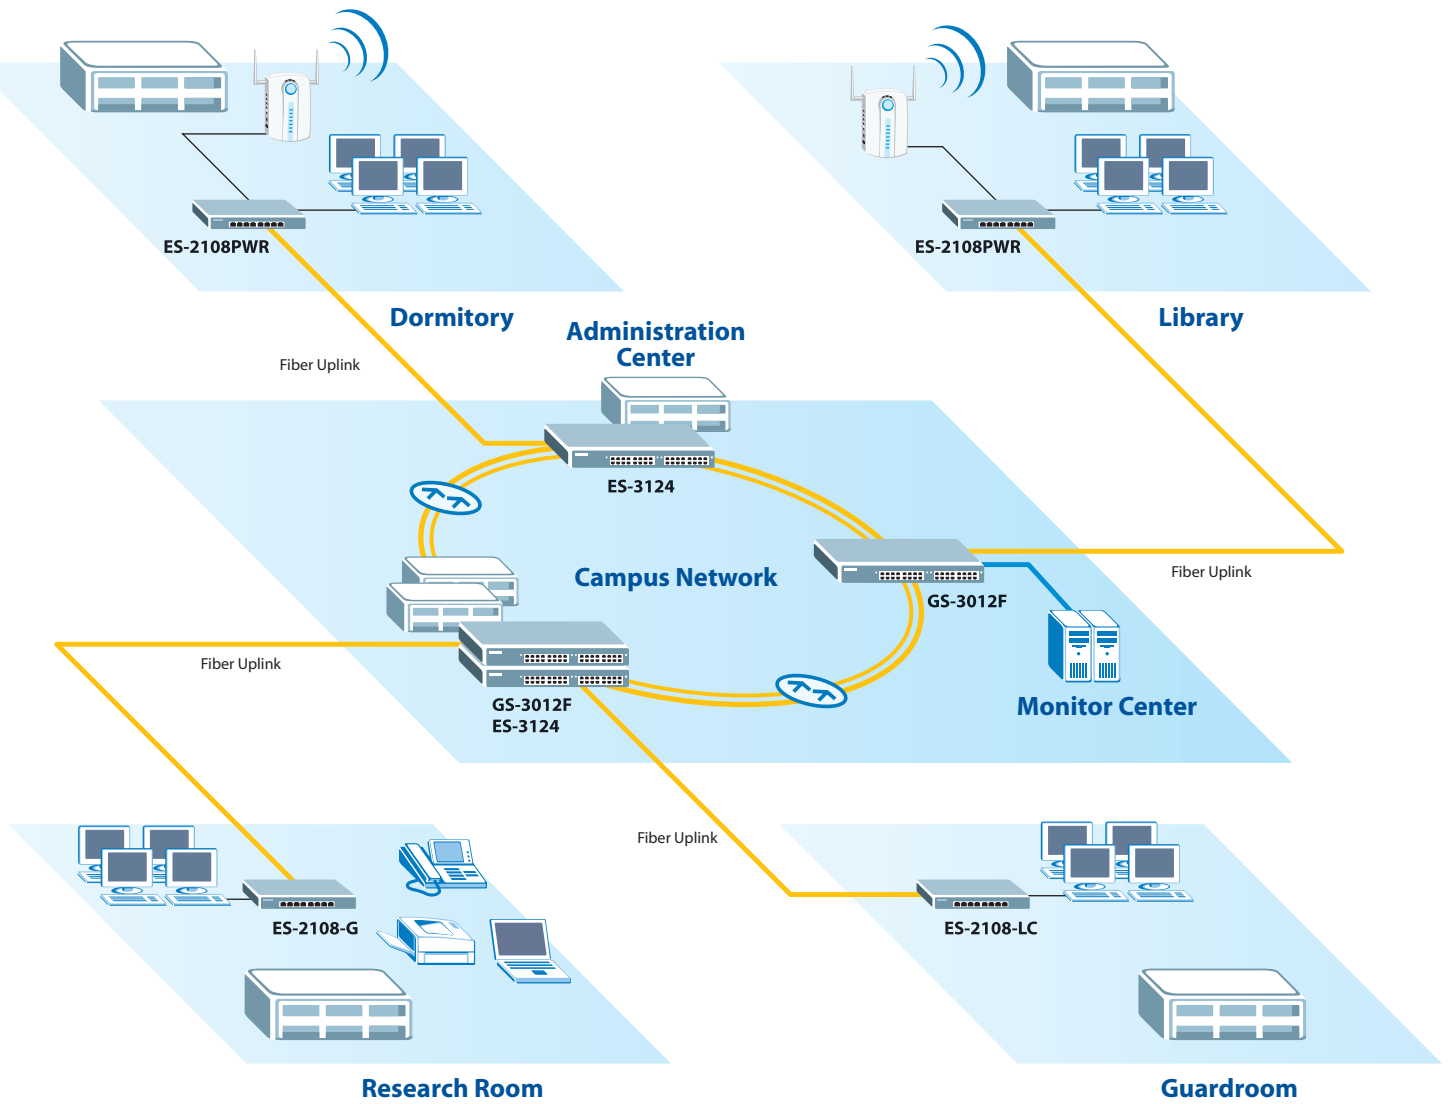 ES-2108PWR
Dormitory
ES-2108PWR
Library
Fiber Uplink
Administration
Center
ES-3124
Campus Network
GS-3012F
Fiber Uplink
Monitor Center
Fiber Uplink
GS-3012F
ES-3124
Fiber Uplink
ES-2108-G
Research Room
ES-2108-LC
Guardroom